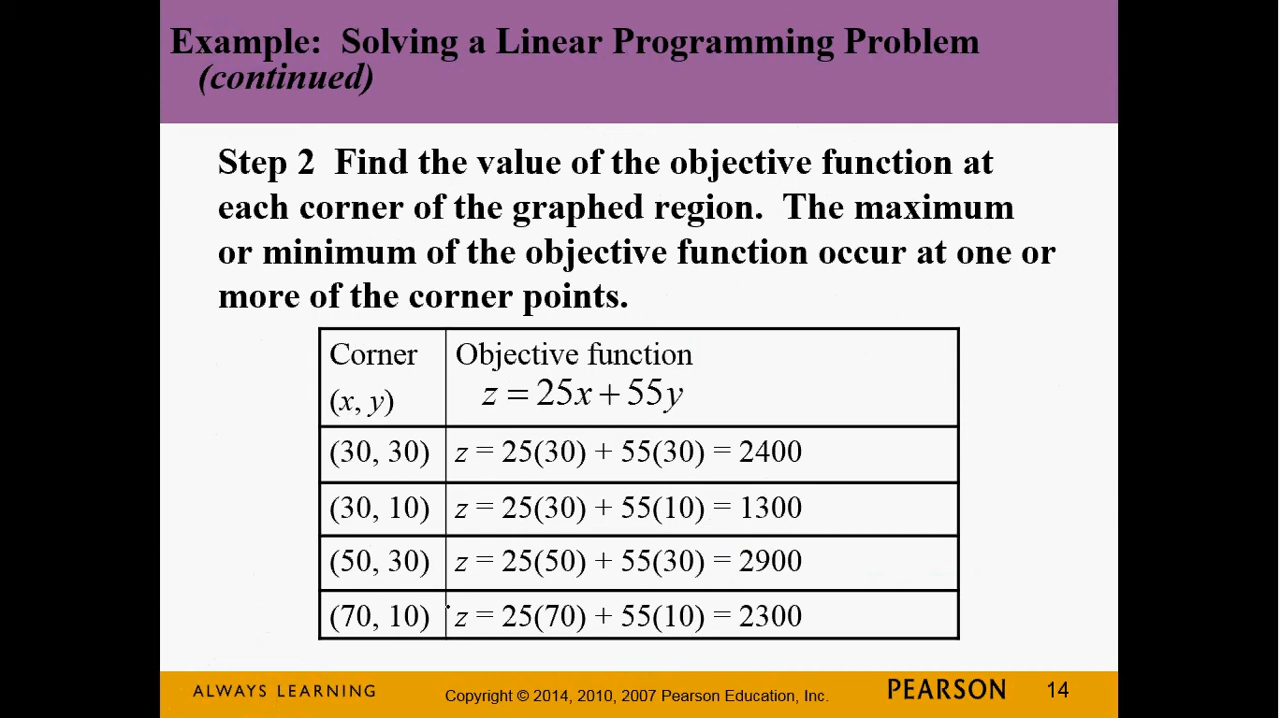 Example: Solving a Linear Programming Problem
(continued)
Step 2 Find the value of the objective function at
each corner of the graphed region. The maximum
or minimum of the objective function occur at one or
more of the corner points.
Corner Objective function
(x, y) z = 25x + 55y
(30, 30) z = 25(30) + 55(30) = 2400
(30, 10) z = 25(30) + 55(10) = 1300
(50, 30) z = 25(50) + 55(30) = 2900
(70, 10) z = 25(70) + 55(10) = 2300
ALWAYS LEARNING Copyright © 2014, 2010, 2007 Pearson Education, Inc. PEARSON 14